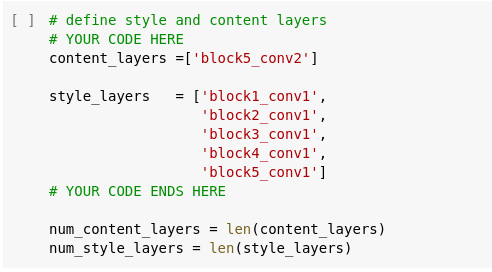 [ ] # define style and content layers
# YOUR CODE HERE
content_layers =['block5_conv2']
style_layers   = ['block1_conv1',
'block2_conv1',
'block3_conv1',
'block4_conv1',
'block5_conv1']
# YOUR CODE ENDS HERE
num_content_layers = len(content_layers)
num_style_layers = len(style_layers)